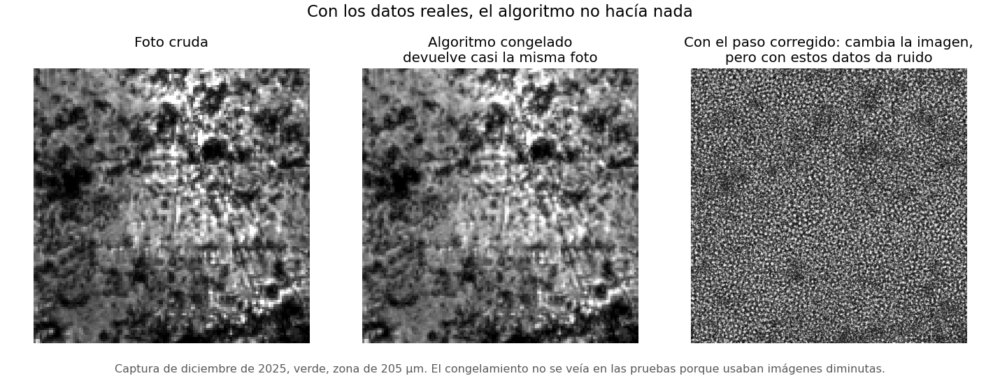 Con los datos reales, el algoritmo no hacía nada
Foto cruda
Algoritmo congelado
devuelve casi la misma foto
Con el paso corregido: cambia la imagen,
pero con estos datos da ruido
Captura de diciembre de 2025, verde, zona de 205 µm. El congelamiento no se veía en las pruebas porque usaban imágenes diminutas.